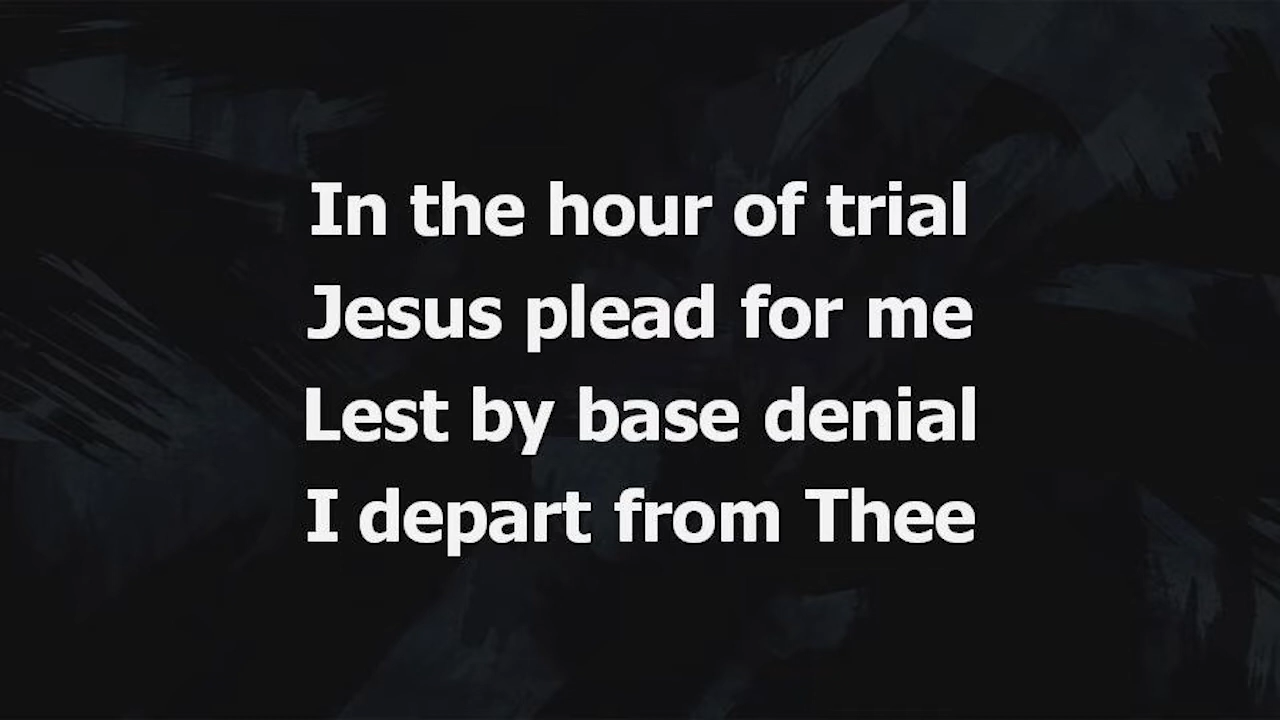 In the hour of trial
Jesus plead for me
Lest by base denial
I depart from Thee